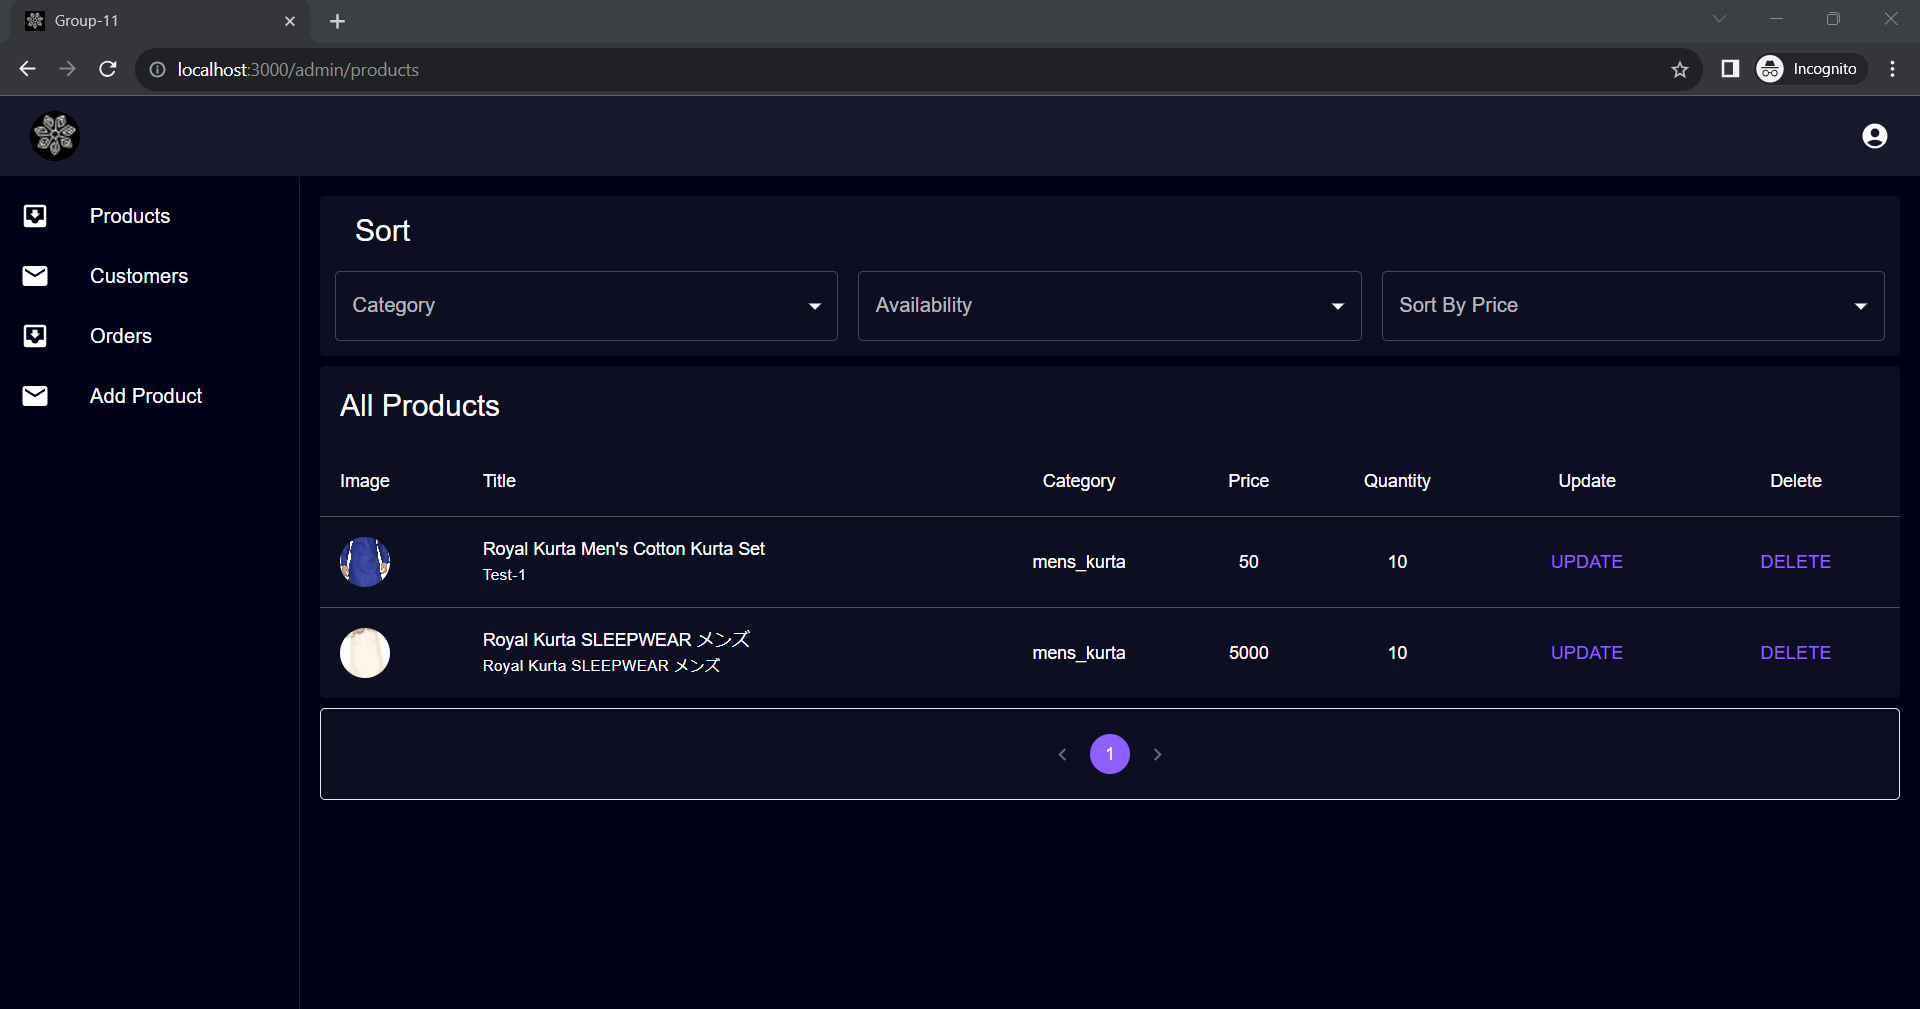 Group-11
localhost:3000/admin/products
Incognito
Products
Customers
Orders
Add Product
Sort
Category Availability Sort By Price
All Products
Image Title Category Price Quantity Update Delete
Royal Kurta Men's Cotton Kurta Set
Test-1
mens_kurta 50 10 UPDATE DELETE
Royal Kurta SLEEPWEAR メンズ
Royal Kurta SLEEPWEAR メンズ
mens_kurta 5000 10 UPDATE DELETE
1